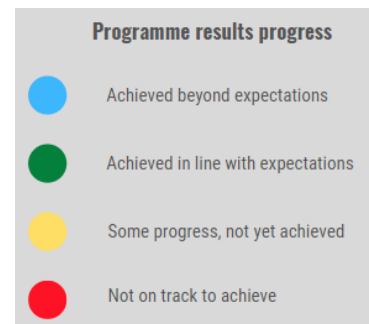 Programme results progress
Achieved beyond expectations
Achieved in line with expectations
Some progress, not yet achieved
Not on track to achieve